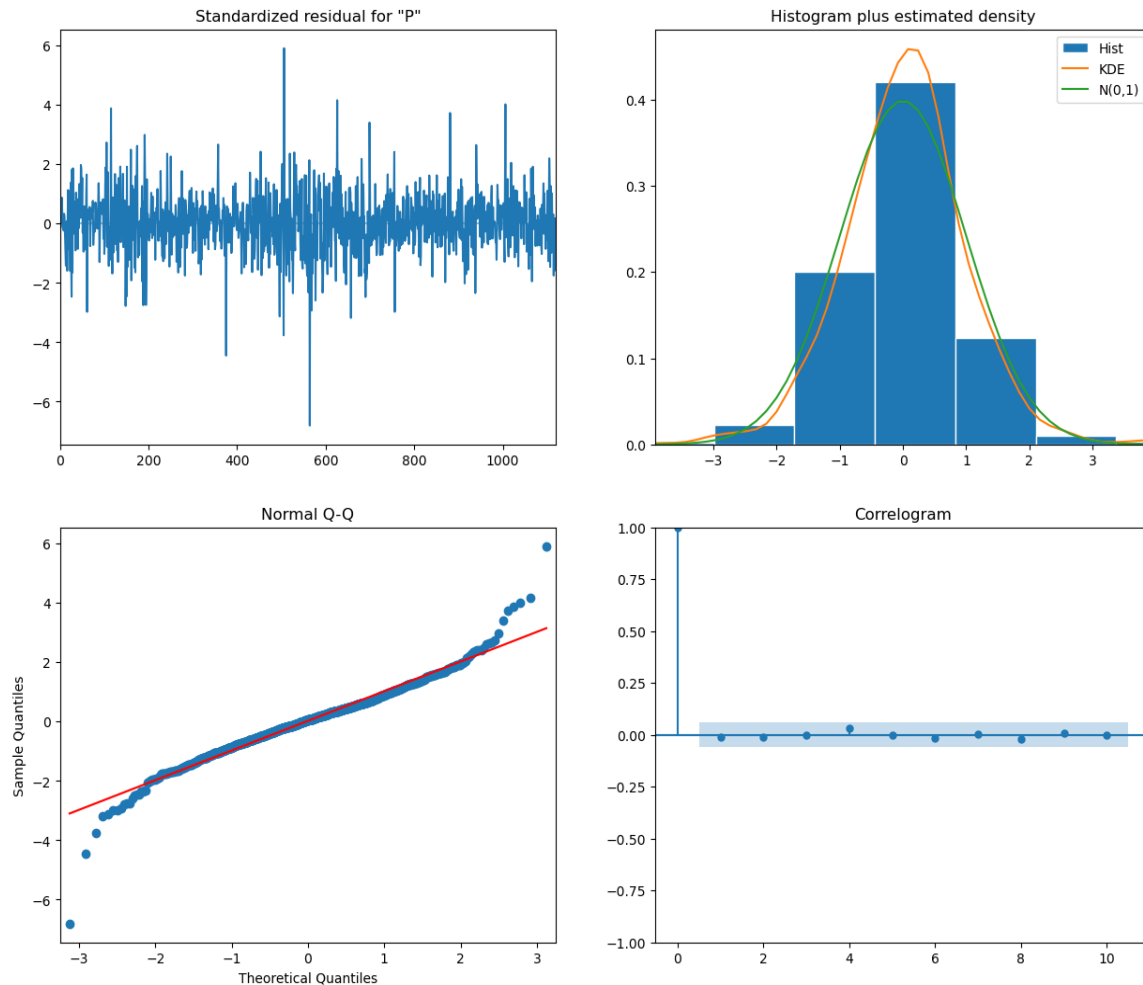 Standardized residual for "P"
6
4
2
0
−2
−4
−6
0 200 400 600 800 1000
Histogram plus estimated density
Hist
KDE
N(0,1)
0.4
0.3
0.2
0.1
0.0
−3 −2 −1 0 1 2 3
Normal Q-Q
Sample Quantiles
6
4
2
0
−2
−4
−6
−3 −2 −1 0 1 2 3
Theoretical Quantiles
Correlogram
1.00
0.75
0.50
0.25
0.00
−0.25
−0.50
−0.75
−1.00
0 2 4 6 8 10